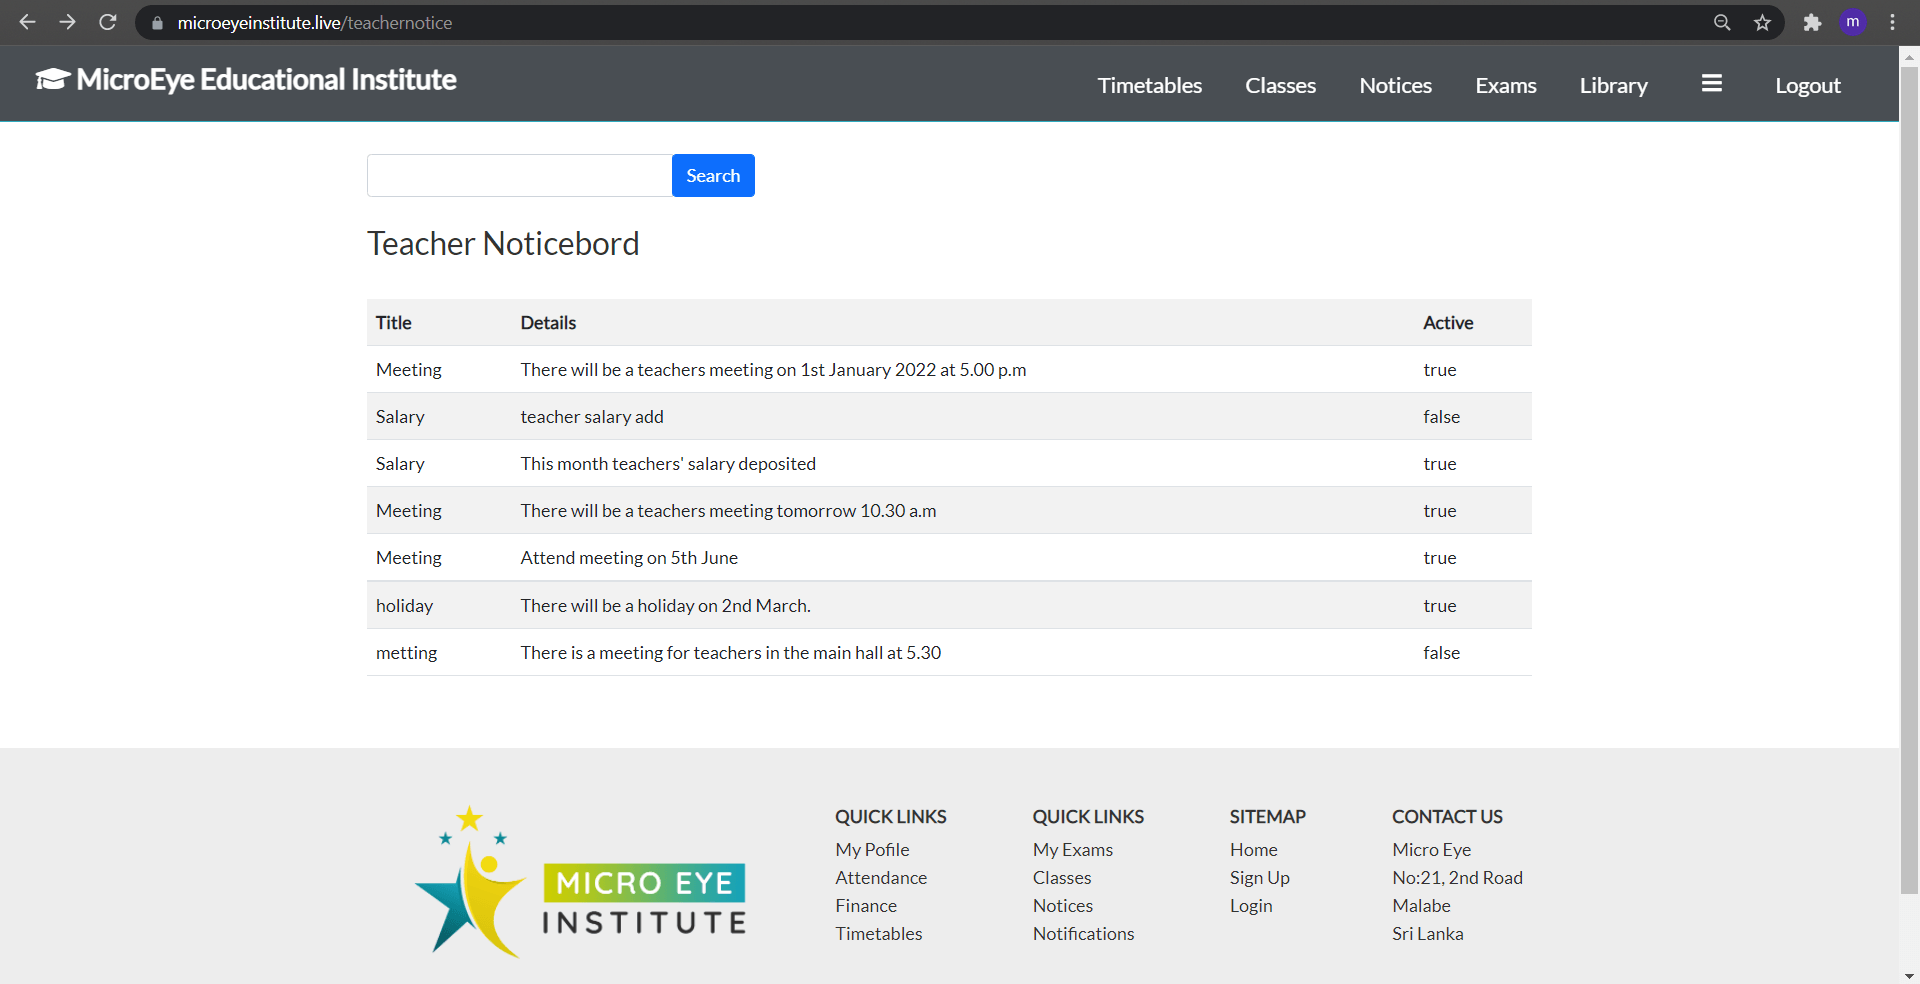 microeyeinstitute.live/teachernotice
m
MicroEye Educational Institute
Timetables Classes Notices Exams Library Logout
Search
Teacher Noticebord
Title Details Active
Meeting There will be a teachers meeting on 1st January 2022 at 5.00 p.m true
Salary teacher salary add false
Salary This month teachers' salary deposited true
Meeting There will be a teachers meeting tomorrow 10.30 a.m true
Meeting Attend meeting on 5th June true
holiday There will be a holiday on 2nd March. true
metting There is a meeting for teachers in the main hall at 5.30 false
MICRO EYE
INSTITUTE
QUICK LINKS
My Pofile
Attendance
Finance
Timetables
QUICK LINKS
My Exams
Classes
Notices
Notifications
SITEMAP
Home
Sign Up
Login
CONTACT US
Micro Eye
No:21, 2nd Road
Malabe
Sri Lanka